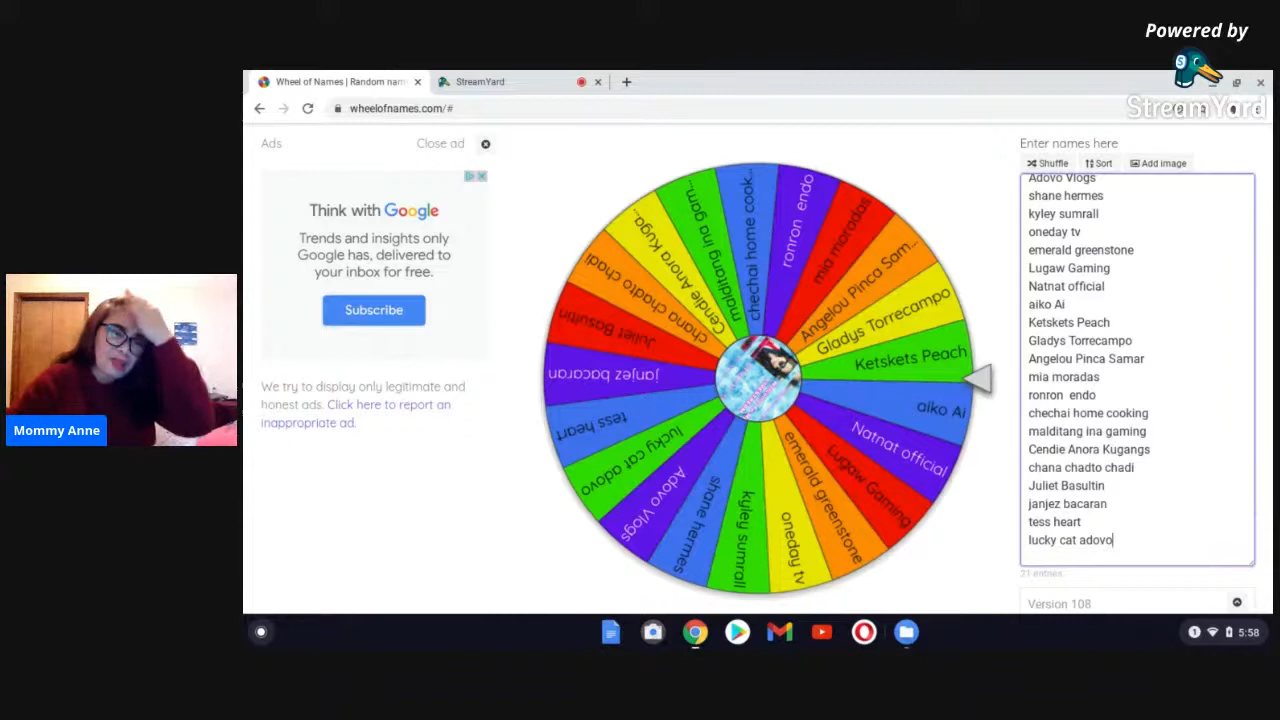 Powered by
StreamYard
Wheel of Names | Random nam
StreamYard
wheelofnames.com/#
Ads
Close ad
Think with Google
Trends and insights only
Google has, delivered to
your inbox for free.
Subscribe
We try to display only legitimate and
honest ads. Click here to report an
inappropriate ad.
Mommy Anne
chechai home cook...
ronron endo
mia moradas
Angelou Pinca Sam...
Gladys Torrecampo
Ketskets Peach
aiko Ai
Natnat official
Lugaw Gaming
emerald greenstone
oneday tv
kyley sumrall
shane hermes
Adovo Vlogs
lucky cat adovo
tess heart
janjez bacaran
Juliet Basultin
chana chadto chadi
Cendie Anora Kuga...
malditang ina gam...
Enter names here
Shuffle
Sort
Add image
Adovo Vlogs
shane hermes
kyley sumrall
oneday tv
emerald greenstone
Lugaw Gaming
Natnat official
aiko Ai
Ketskets Peach
Gladys Torrecampo
Angelou Pinca Samar
mia moradas
ronron endo
chechai home cooking
malditang ina gaming
Cendie Anora Kugangs
chana chadto chadi
Juliet Basultin
janjez bacaran
tess heart
lucky cat adovo
21 entries
Version 108
1
5:58